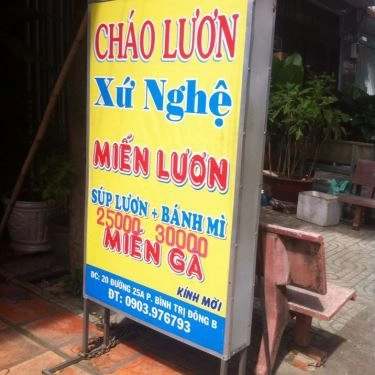 CHÁO LƯƠN
Xứ Nghệ
MIẾN LƯƠN
SÚP LƯƠN + BÁNH MÌ
25000 30000
MIẾN GÀ
KÍNH MỜI
ĐC: 20 ĐƯỜNG 25A P. BÌNH TRỊ ĐÔNG B
ĐT: 0903.976793